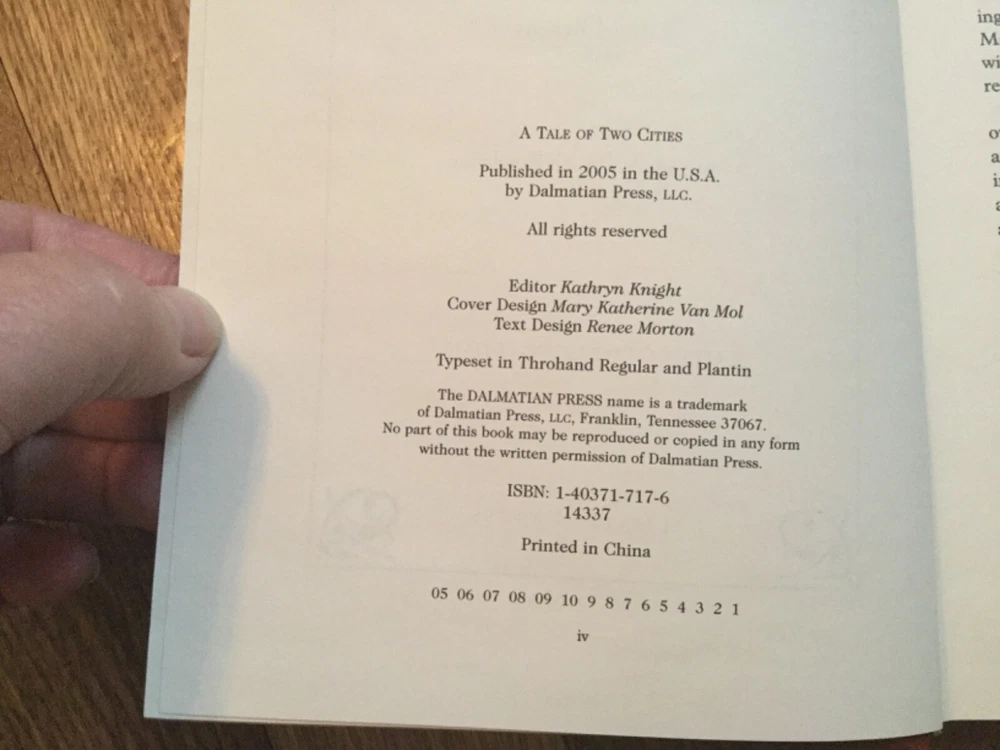 A TALE OF TWO CITIES
Published in 2005 in the U.S.A.
by Dalmatian Press, LLC.
All rights reserved
Editor Kathryn Knight
Cover Design Mary Katherine Van Mol
Text Design Renee Morton
Typeset in Throhand Regular and Plantin
The DALMATIAN PRESS name is a trademark
of Dalmatian Press, LLC, Franklin, Tennessee 37067.
No part of this book may be reproduced or copied in any form
without the written permission of Dalmatian Press.
ISBN: 1-40371-717-6
14337
Printed in China
05 06 07 08 09 10 9 8 7 6 5 4 3 2 1
iv